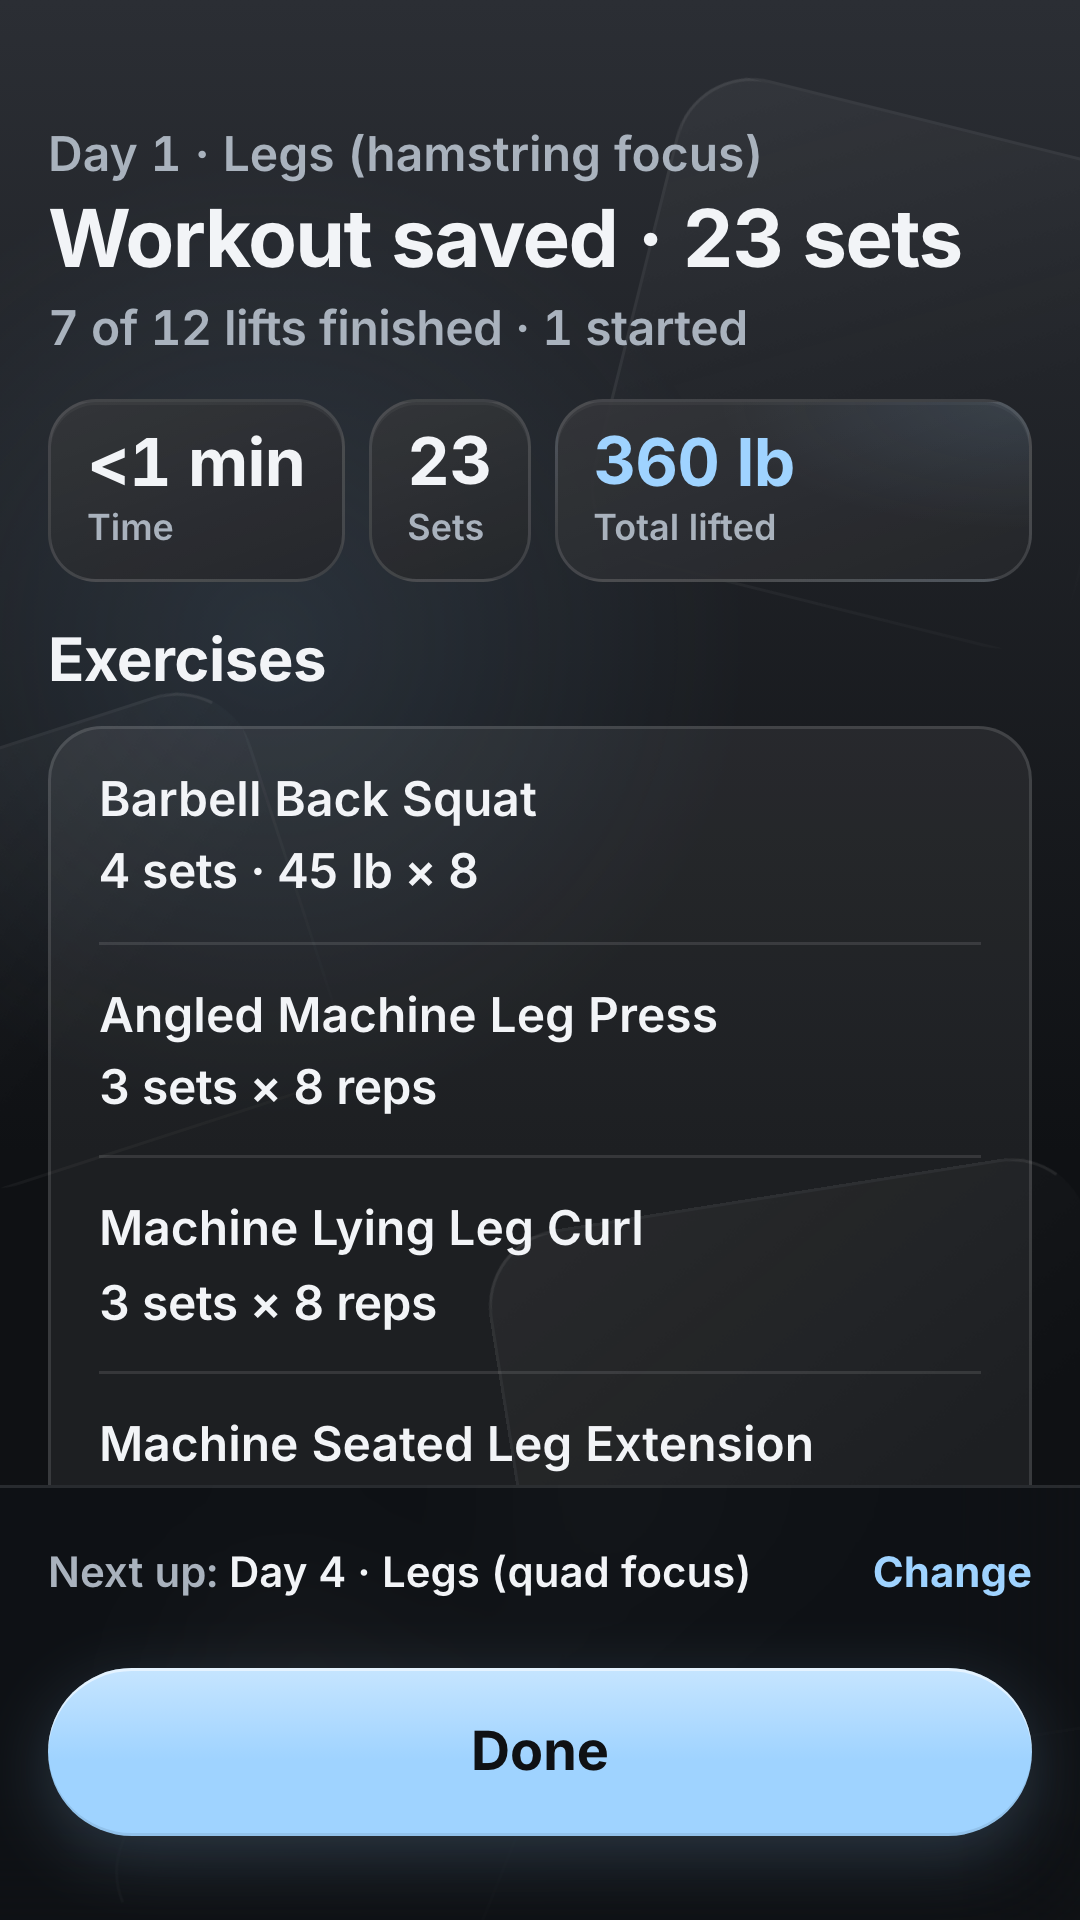 Day 1 · Legs (hamstring focus)
Workout saved · 23 sets
7 of 12 lifts finished · 1 started
<1 min
Time
23
Sets
360 lb
Total lifted
Exercises
Barbell Back Squat
4 sets · 45 lb × 8
Angled Machine Leg Press
3 sets × 8 reps
Machine Lying Leg Curl
3 sets × 8 reps
Machine Seated Leg Extension
Next up: Day 4 · Legs (quad focus)
Change
Done